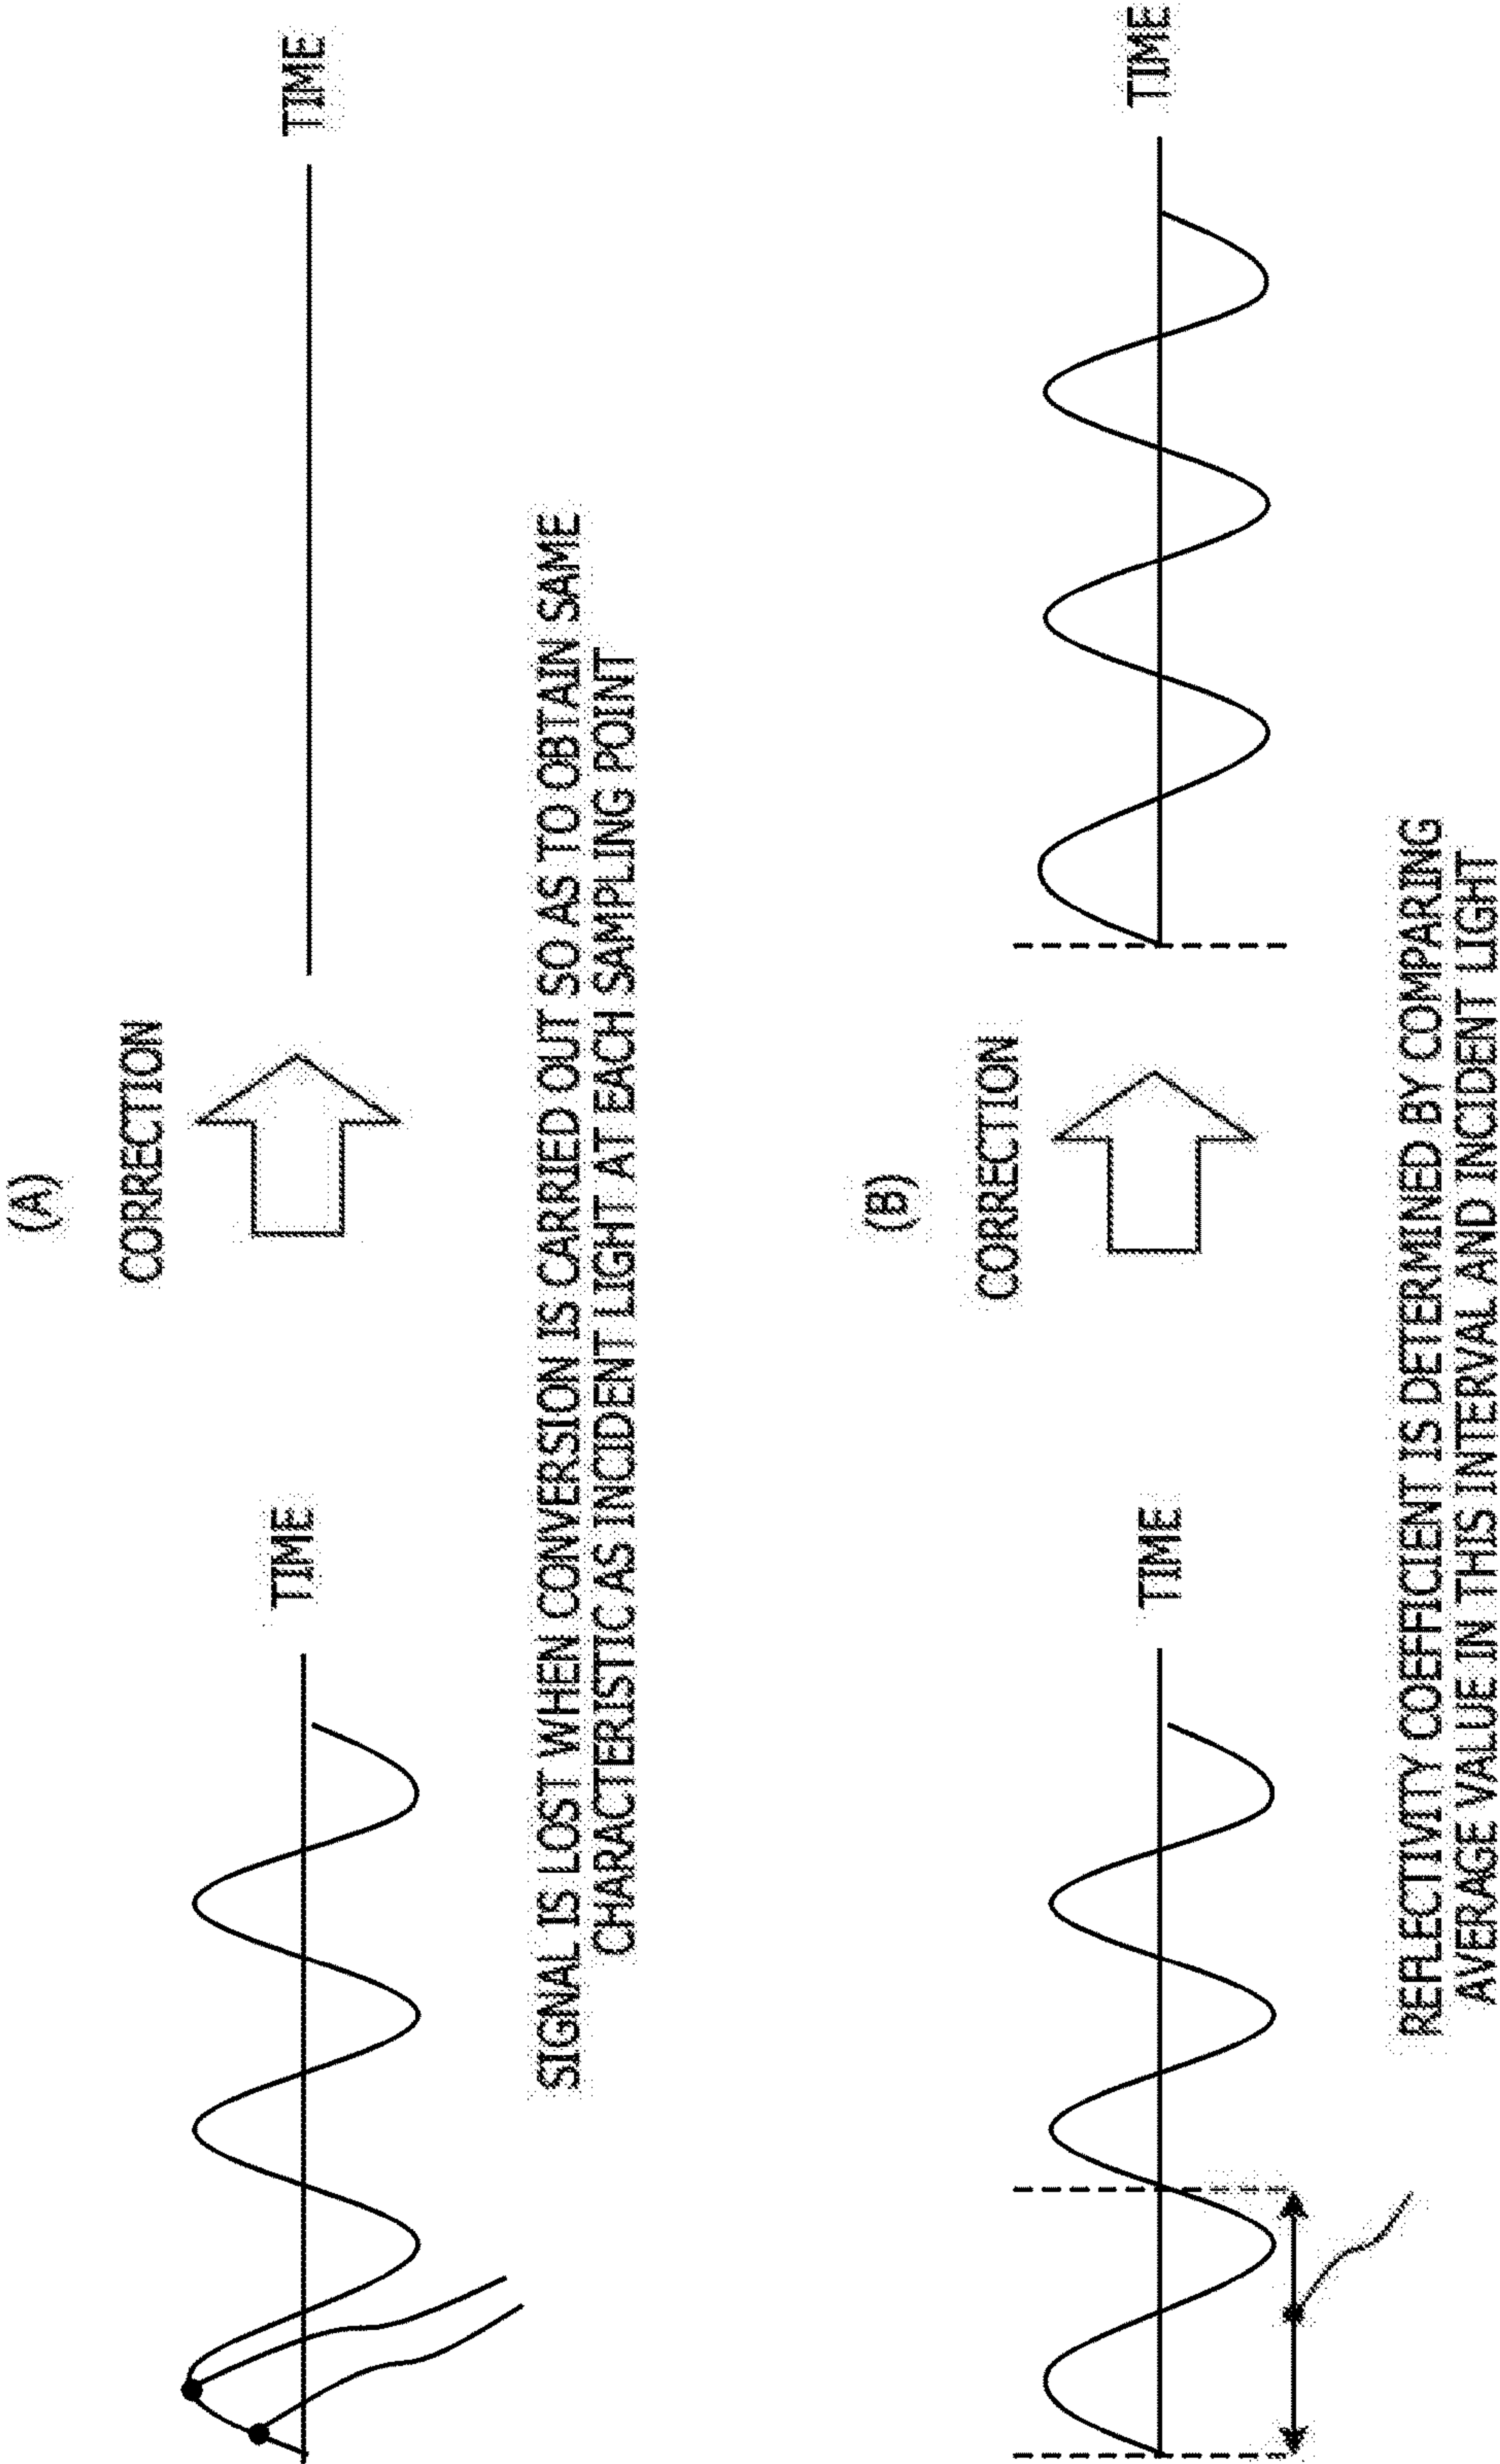 (A)
CORRECTION
TIME
TIME
SIGNAL IS LOST WHEN CONVERSION IS CARRIED OUT SO AS TO OBTAIN SAME
CHARACTERISTIC AS INCIDENT LIGHT AT EACH SAMPLING POINT
(B)
CORRECTION
TIME
TIME
REFLECTIVITY COEFFICIENT IS DETERMINED BY COMPARING
AVERAGE VALUE IN THIS INTERVAL AND INCIDENT LIGHT